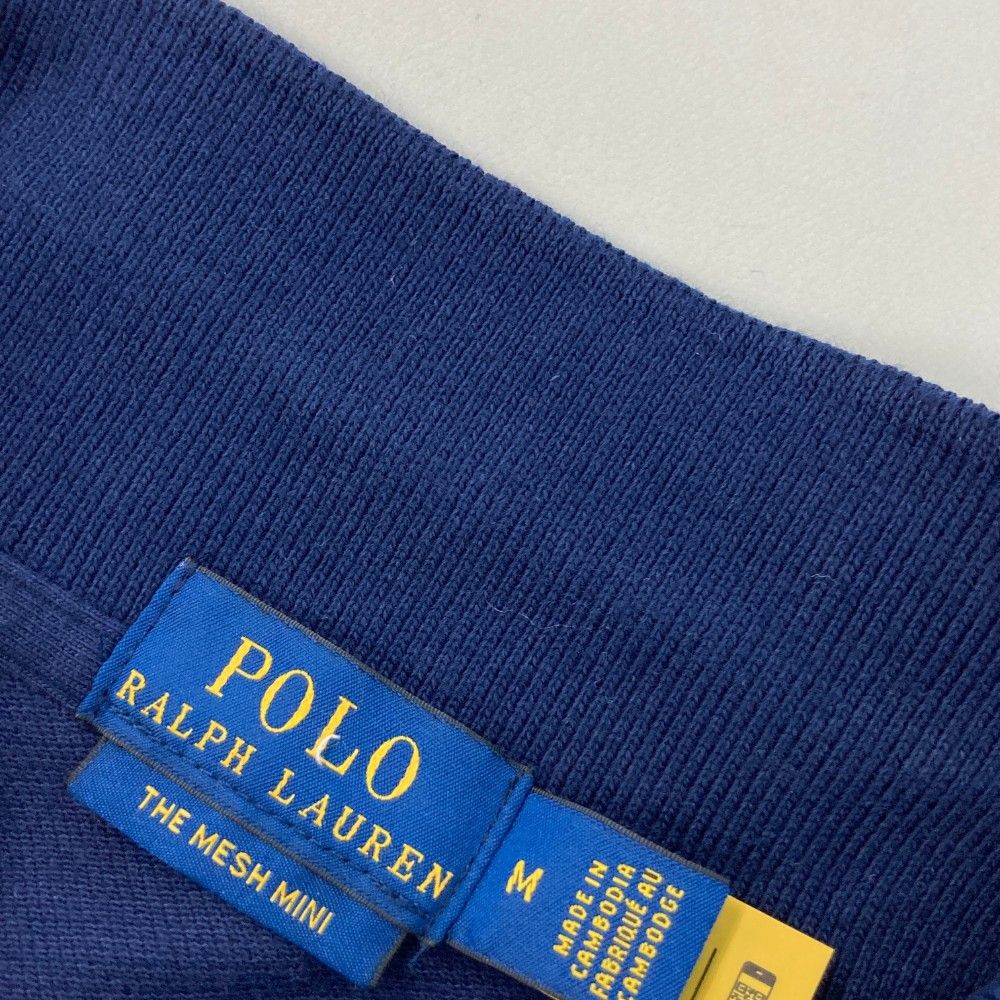 POLO
RALPH LAUREN
THE MESH MINI
M
MADE IN
CAMBODIA
FABRIQUÉ AU
CAMBODGE